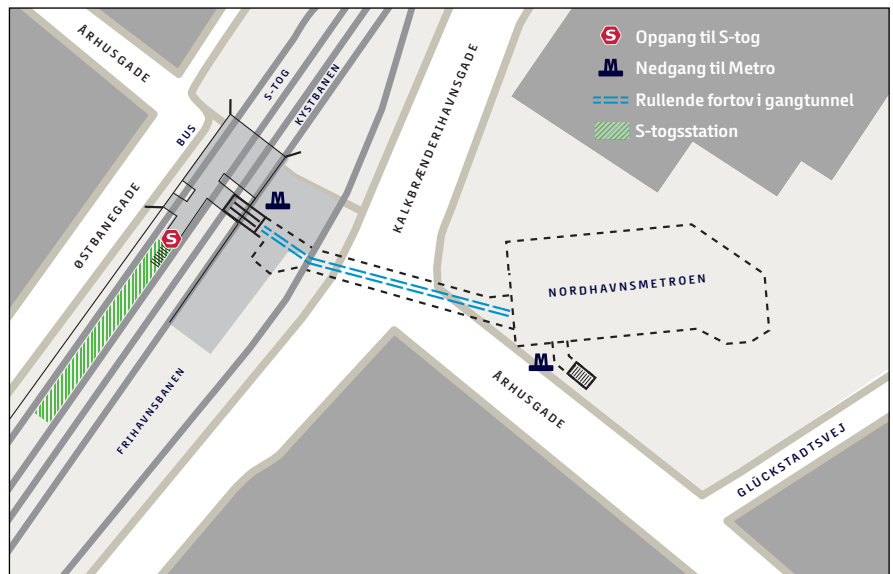 ÅRHUSGADE
S-TOG
KYSTBANEN
BUS
ØSTBANEGADE
S
M
KALKBRÆNDERIHAVNSGADE
S Opgang til S-tog
M Nedgang til Metro
Rullende fortov i gangtunnel
S-togsstation
NORDHAVNSMETROEN
M
ÅRHUSGADE
FRIHAVNSBANEN
GLÜCKSTADTSVEJ